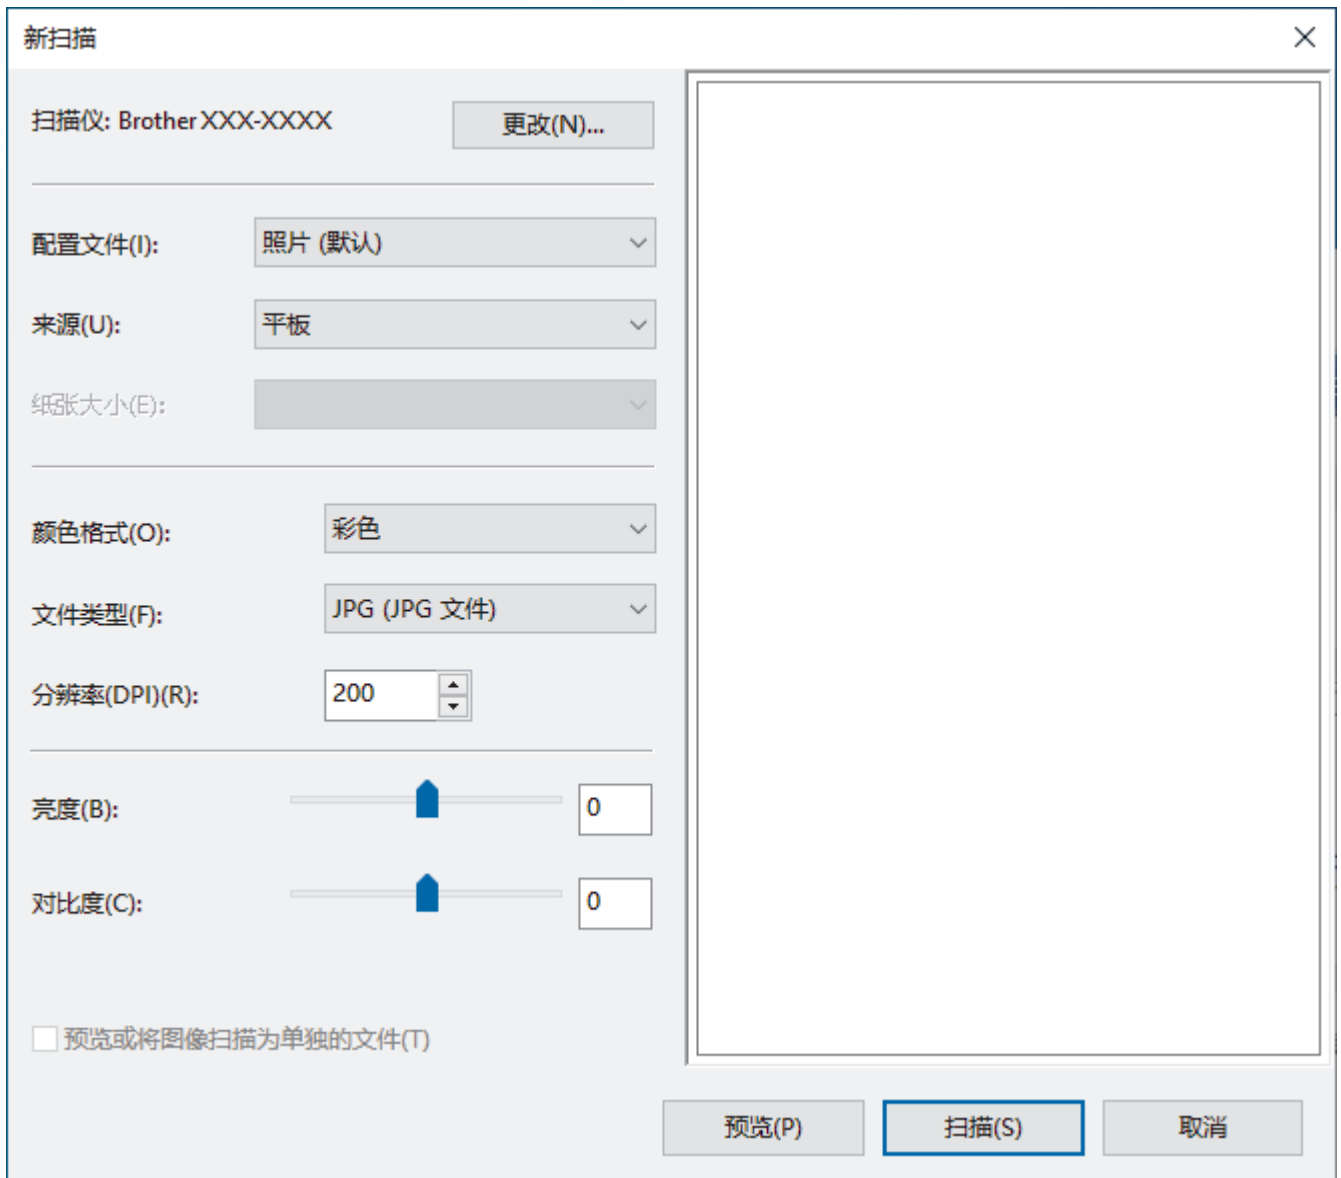 新扫描
扫描仪: Brother XXX-XXXX
更改(N)...
配置文件(I):
照片 (默认)
来源(U):
平板
纸张大小(E):
颜色格式(O):
彩色
文件类型(F):
JPG (JPG 文件)
分辨率(DPI)(R):
200
亮度(B):
0
对比度(C):
0
预览或将图像扫描为单独的文件(T)
预览(P)
扫描(S)
取消